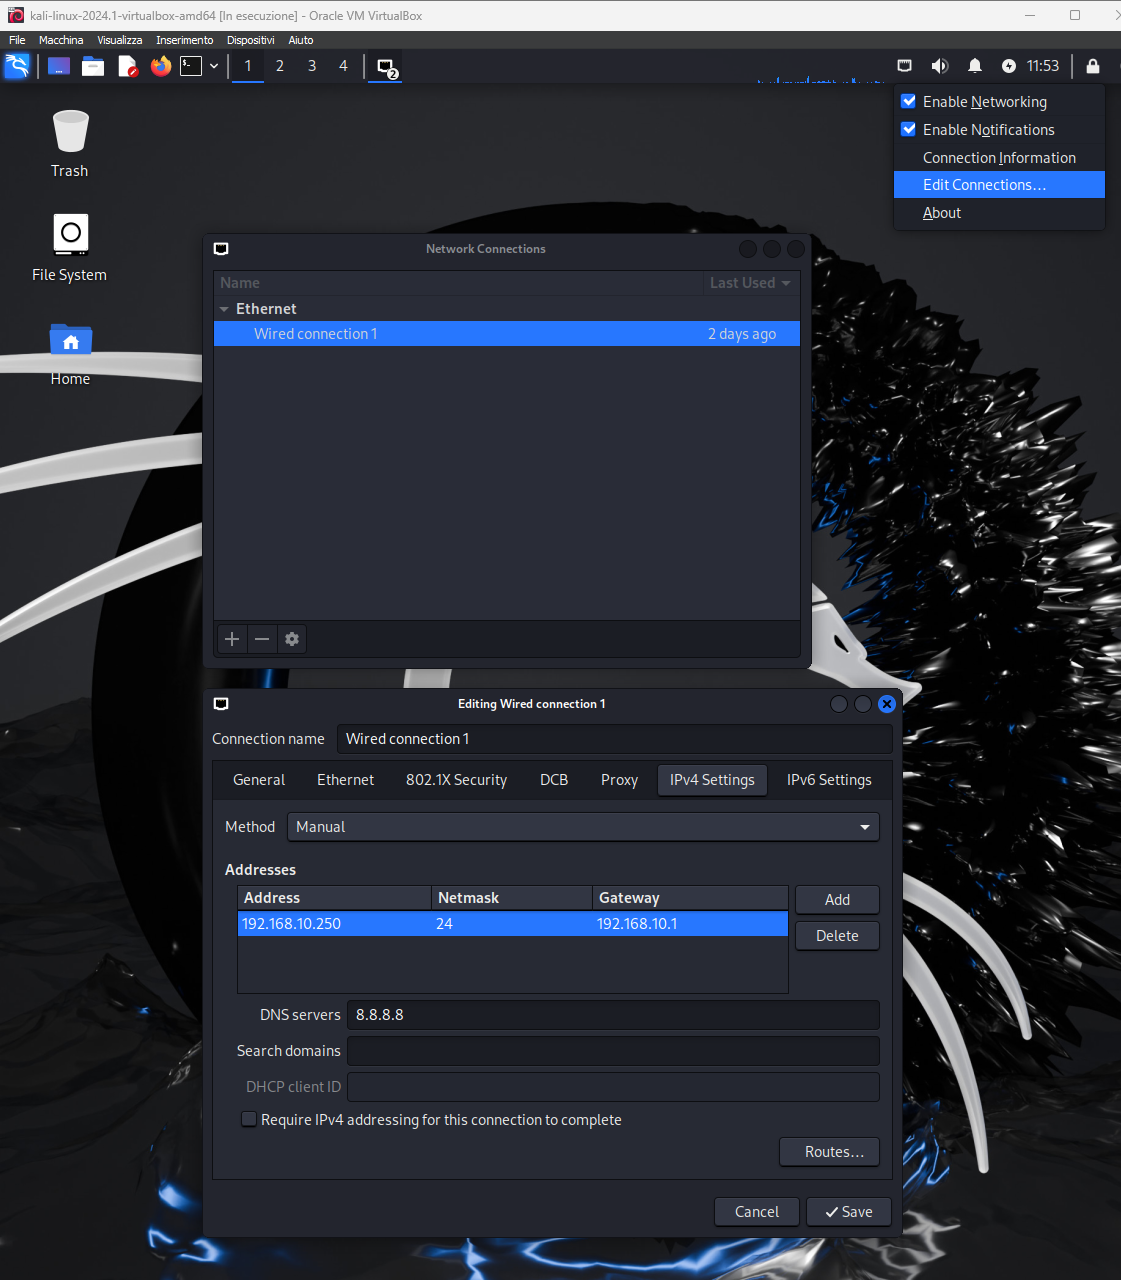 kali-linux-2024.1-virtualbox-amd64 [In esecuzione] - Oracle VM VirtualBox
File Macchina Visualizza Inserimento Dispositivi Aiuto
1 2 3 4 2 11:53
Enable Networking
Enable Notifications
Connection Information
Edit Connections...
About
Trash
File System
Home
Network Connections
Name Last Used
Ethernet
Wired connection 1 2 days ago
Editing Wired connection 1
Connection name Wired connection 1
General Ethernet 802.1X Security DCB Proxy IPv4 Settings IPv6 Settings
Method Manual
Addresses
Address Netmask Gateway
192.168.10.250 24 192.168.10.1
Add
Delete
DNS servers 8.8.8.8
Search domains
DHCP client ID
Require IPv4 addressing for this connection to complete
Routes...
Cancel Save